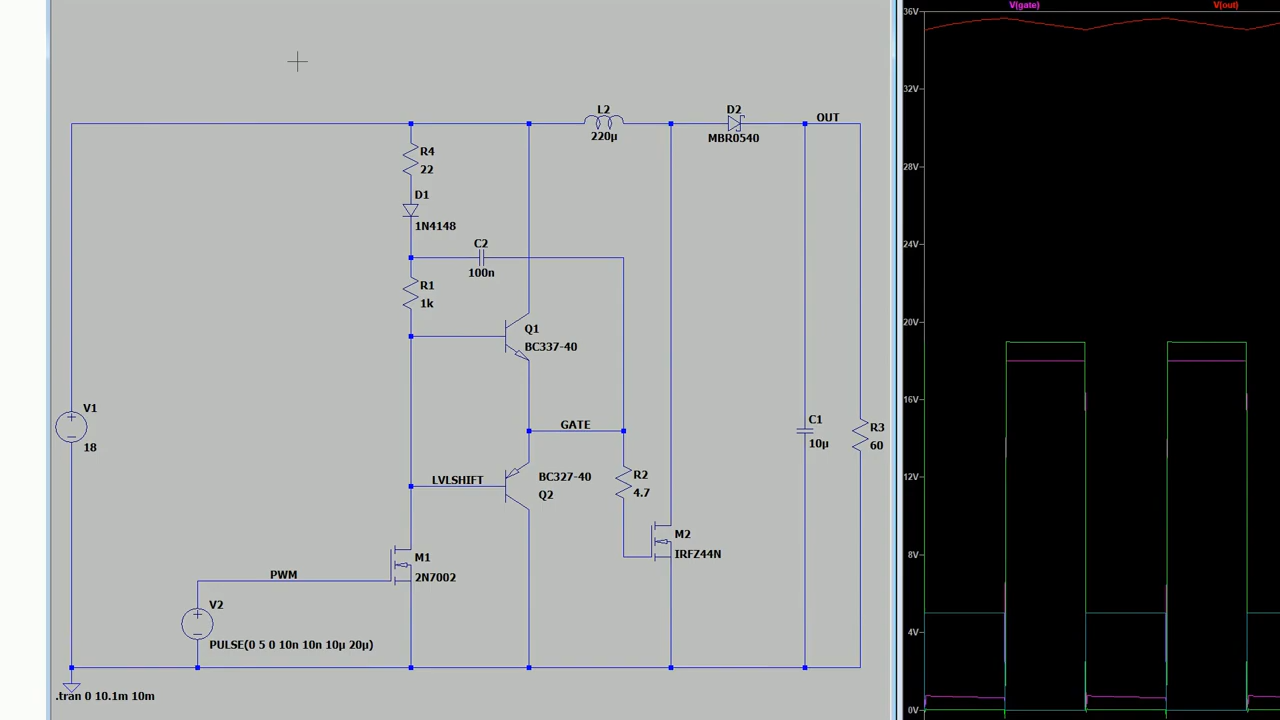 V(gate)
V(out)
36V
32V
28V
24V
20V
16V
12V
8V
4V
0V
L2
220µ
D2
MBR0540
OUT
R4
22
D1
1N4148
C2
100n
R1
1k
Q1
BC337-40
GATE
V1
18
C1
10µ
R3
60
LVLSHIFT
BC327-40
Q2
R2
4.7
M2
IRFZ44N
M1
2N7002
PWM
V2
PULSE(0 5 0 10n 10n 10µ 20µ)
.tran 0 10.1m 10m